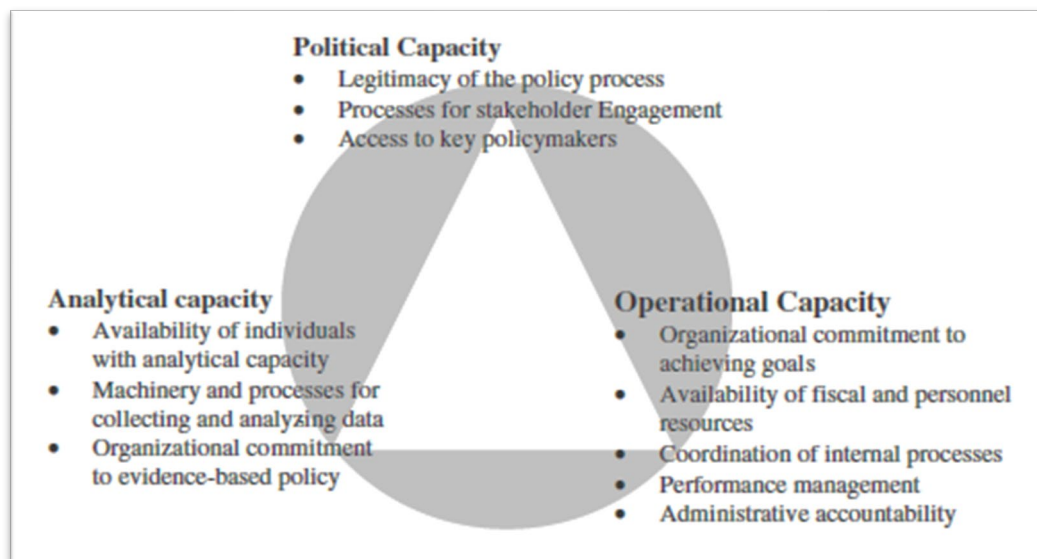 Political Capacity
• Legitimacy of the policy process
• Processes for stakeholder Engagement
• Access to key policymakers
Analytical capacity
• Availability of individuals
with analytical capacity
• Machinery and processes for
collecting and analyzing data
• Organizational commitment
to evidence-based policy
Operational Capacity
• Organizational commitment to
achieving goals
• Availability of fiscal and personnel
resources
• Coordination of internal processes
• Performance management
• Administrative accountability